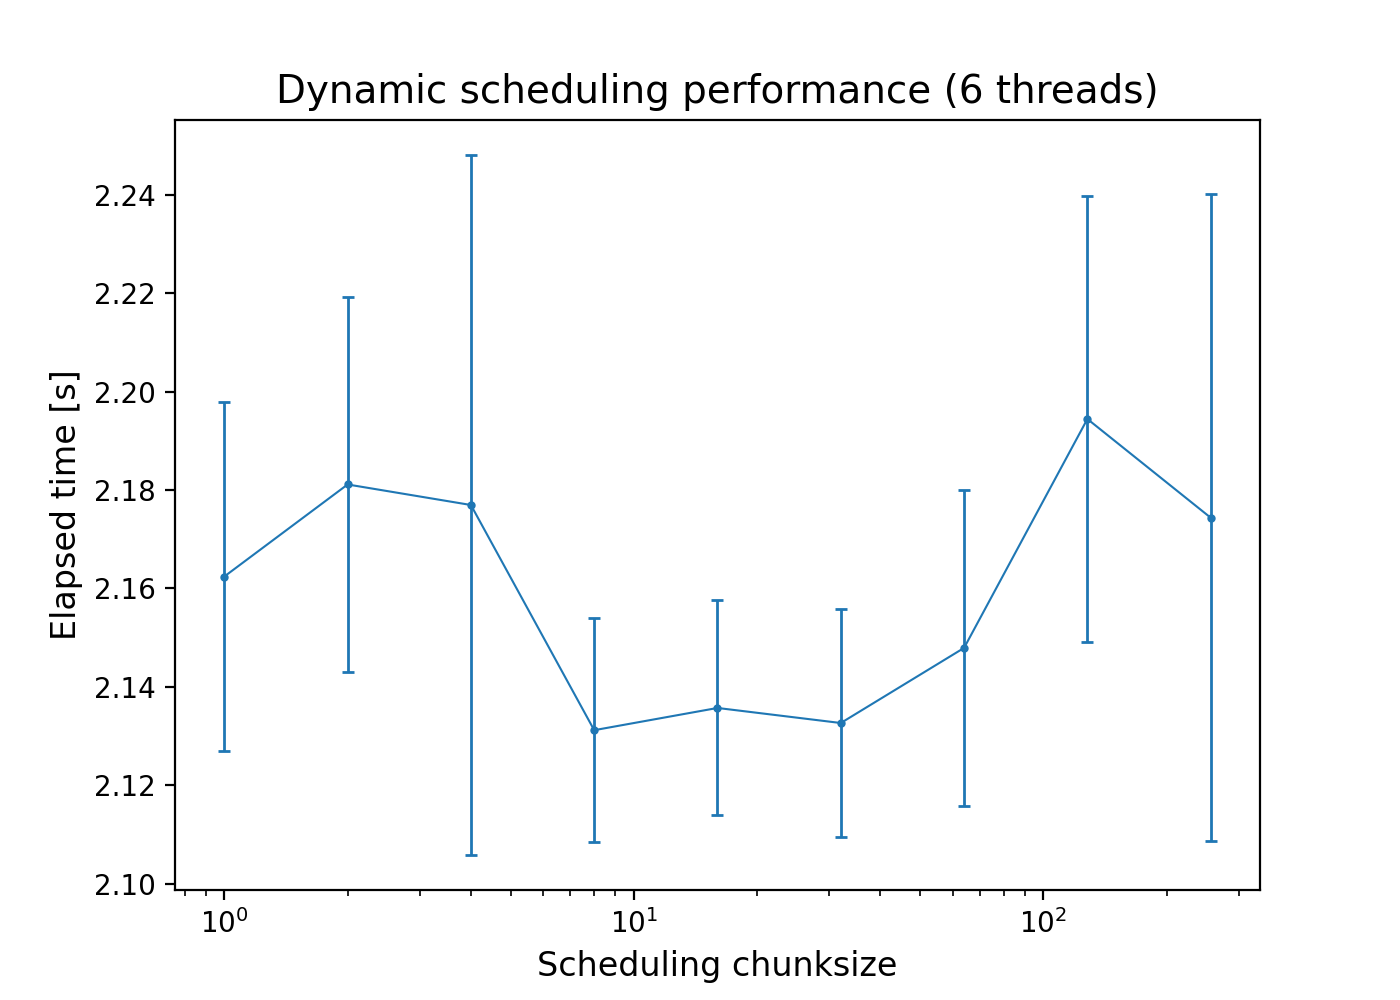 Dynamic scheduling performance (6 threads)
2.24
2.22
2.20
2.18
2.16
2.14
2.12
2.10
Elapsed time [s]
10⁰ 10¹ 10²
Scheduling chunksize